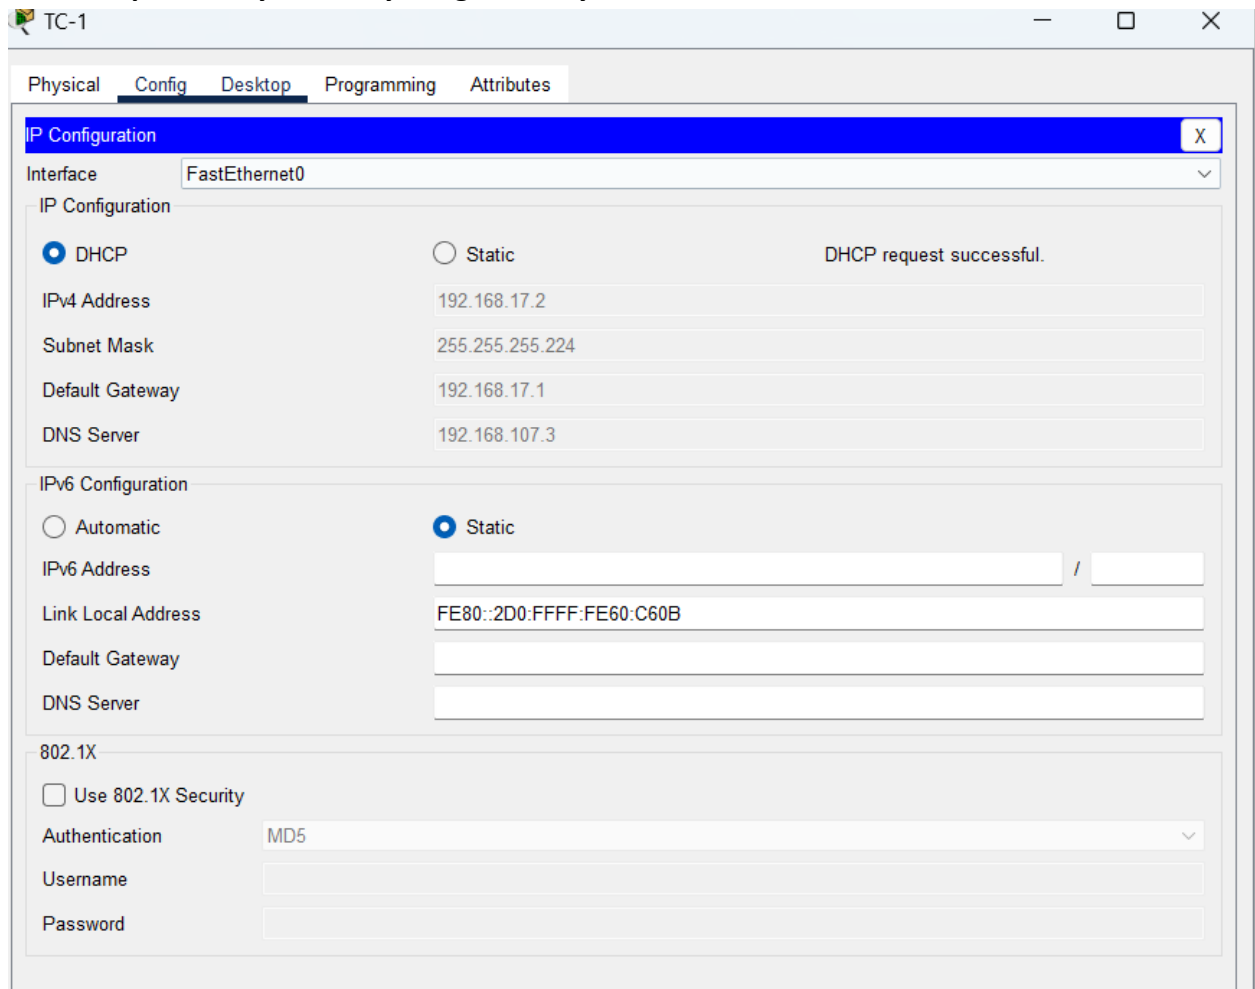 TC-1
Physical Config Desktop Programming Attributes
IP Configuration X
Interface FastEthernet0
IP Configuration
DHCP Static DHCP request successful.
IPv4 Address 192.168.17.2
Subnet Mask 255.255.255.224
Default Gateway 192.168.17.1
DNS Server 192.168.107.3
IPv6 Configuration
Automatic Static
IPv6 Address /
Link Local Address FE80::2D0:FFFF:FE60:C60B
Default Gateway
DNS Server
802.1X
Use 802.1X Security
Authentication MD5
Username
Password